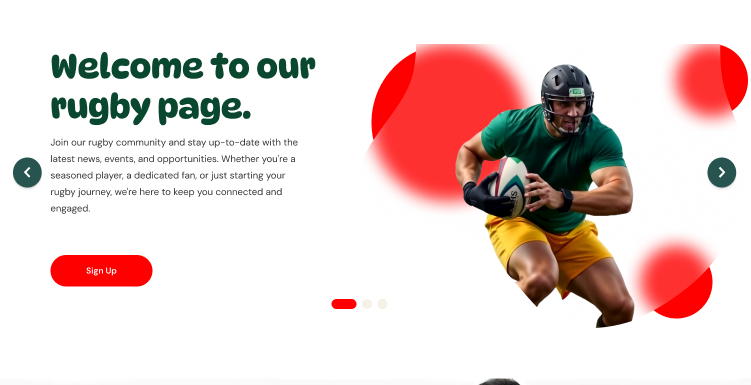 Welcome to our
rugby page.
Join our rugby community and stay up-to-date with the
latest news, events, and opportunities. Whether you're a
seasoned player, a dedicated fan, or just starting your
rugby journey, we're here to keep you connected and
engaged.
Sign Up